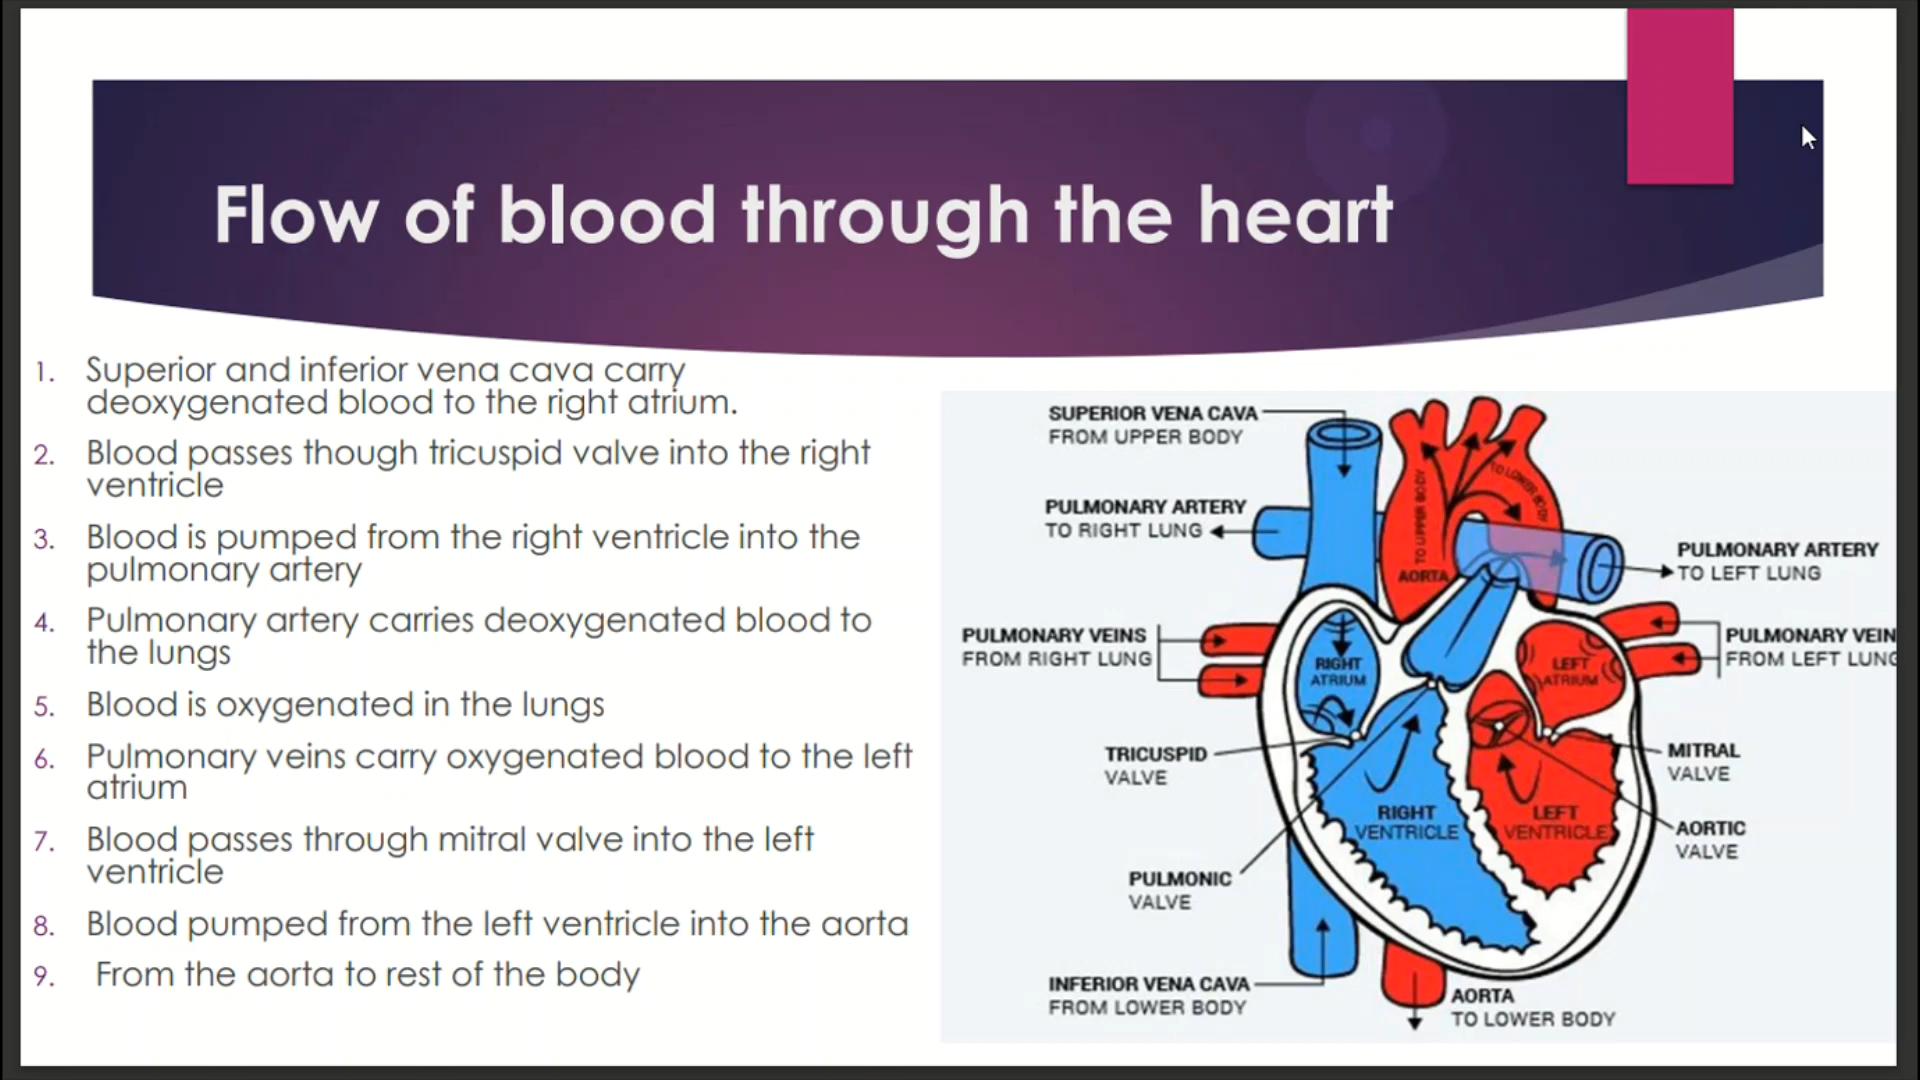 Flow of blood through the heart
1. Superior and inferior vena cava carry
deoxygenated blood to the right atrium.
2. Blood passes though tricuspid valve into the right
ventricle
3. Blood is pumped from the right ventricle into the
pulmonary artery
4. Pulmonary artery carries deoxygenated blood to
the lungs
5. Blood is oxygenated in the lungs
6. Pulmonary veins carry oxygenated blood to the left
atrium
7. Blood passes through mitral valve into the left
ventricle
8. Blood pumped from the left ventricle into the aorta
9. From the aorta to rest of the body
SUPERIOR VENA CAVA
FROM UPPER BODY
PULMONARY ARTERY
TO RIGHT LUNG
TO UPPER BODY
TO LOWER BODY
AORTA
PULMONARY ARTERY
TO LEFT LUNG
PULMONARY VEINS
FROM RIGHT LUNG
RIGHT
ATRIUM
LEFT
ATRIUM
PULMONARY VEIN
FROM LEFT LUNG
TRICUSPID
VALVE
MITRAL
VALVE
RIGHT
VENTRICLE
LEFT
VENTRICLE
AORTIC
VALVE
PULMONIC
VALVE
INFERIOR VENA CAVA
FROM LOWER BODY
AORTA
TO LOWER BODY